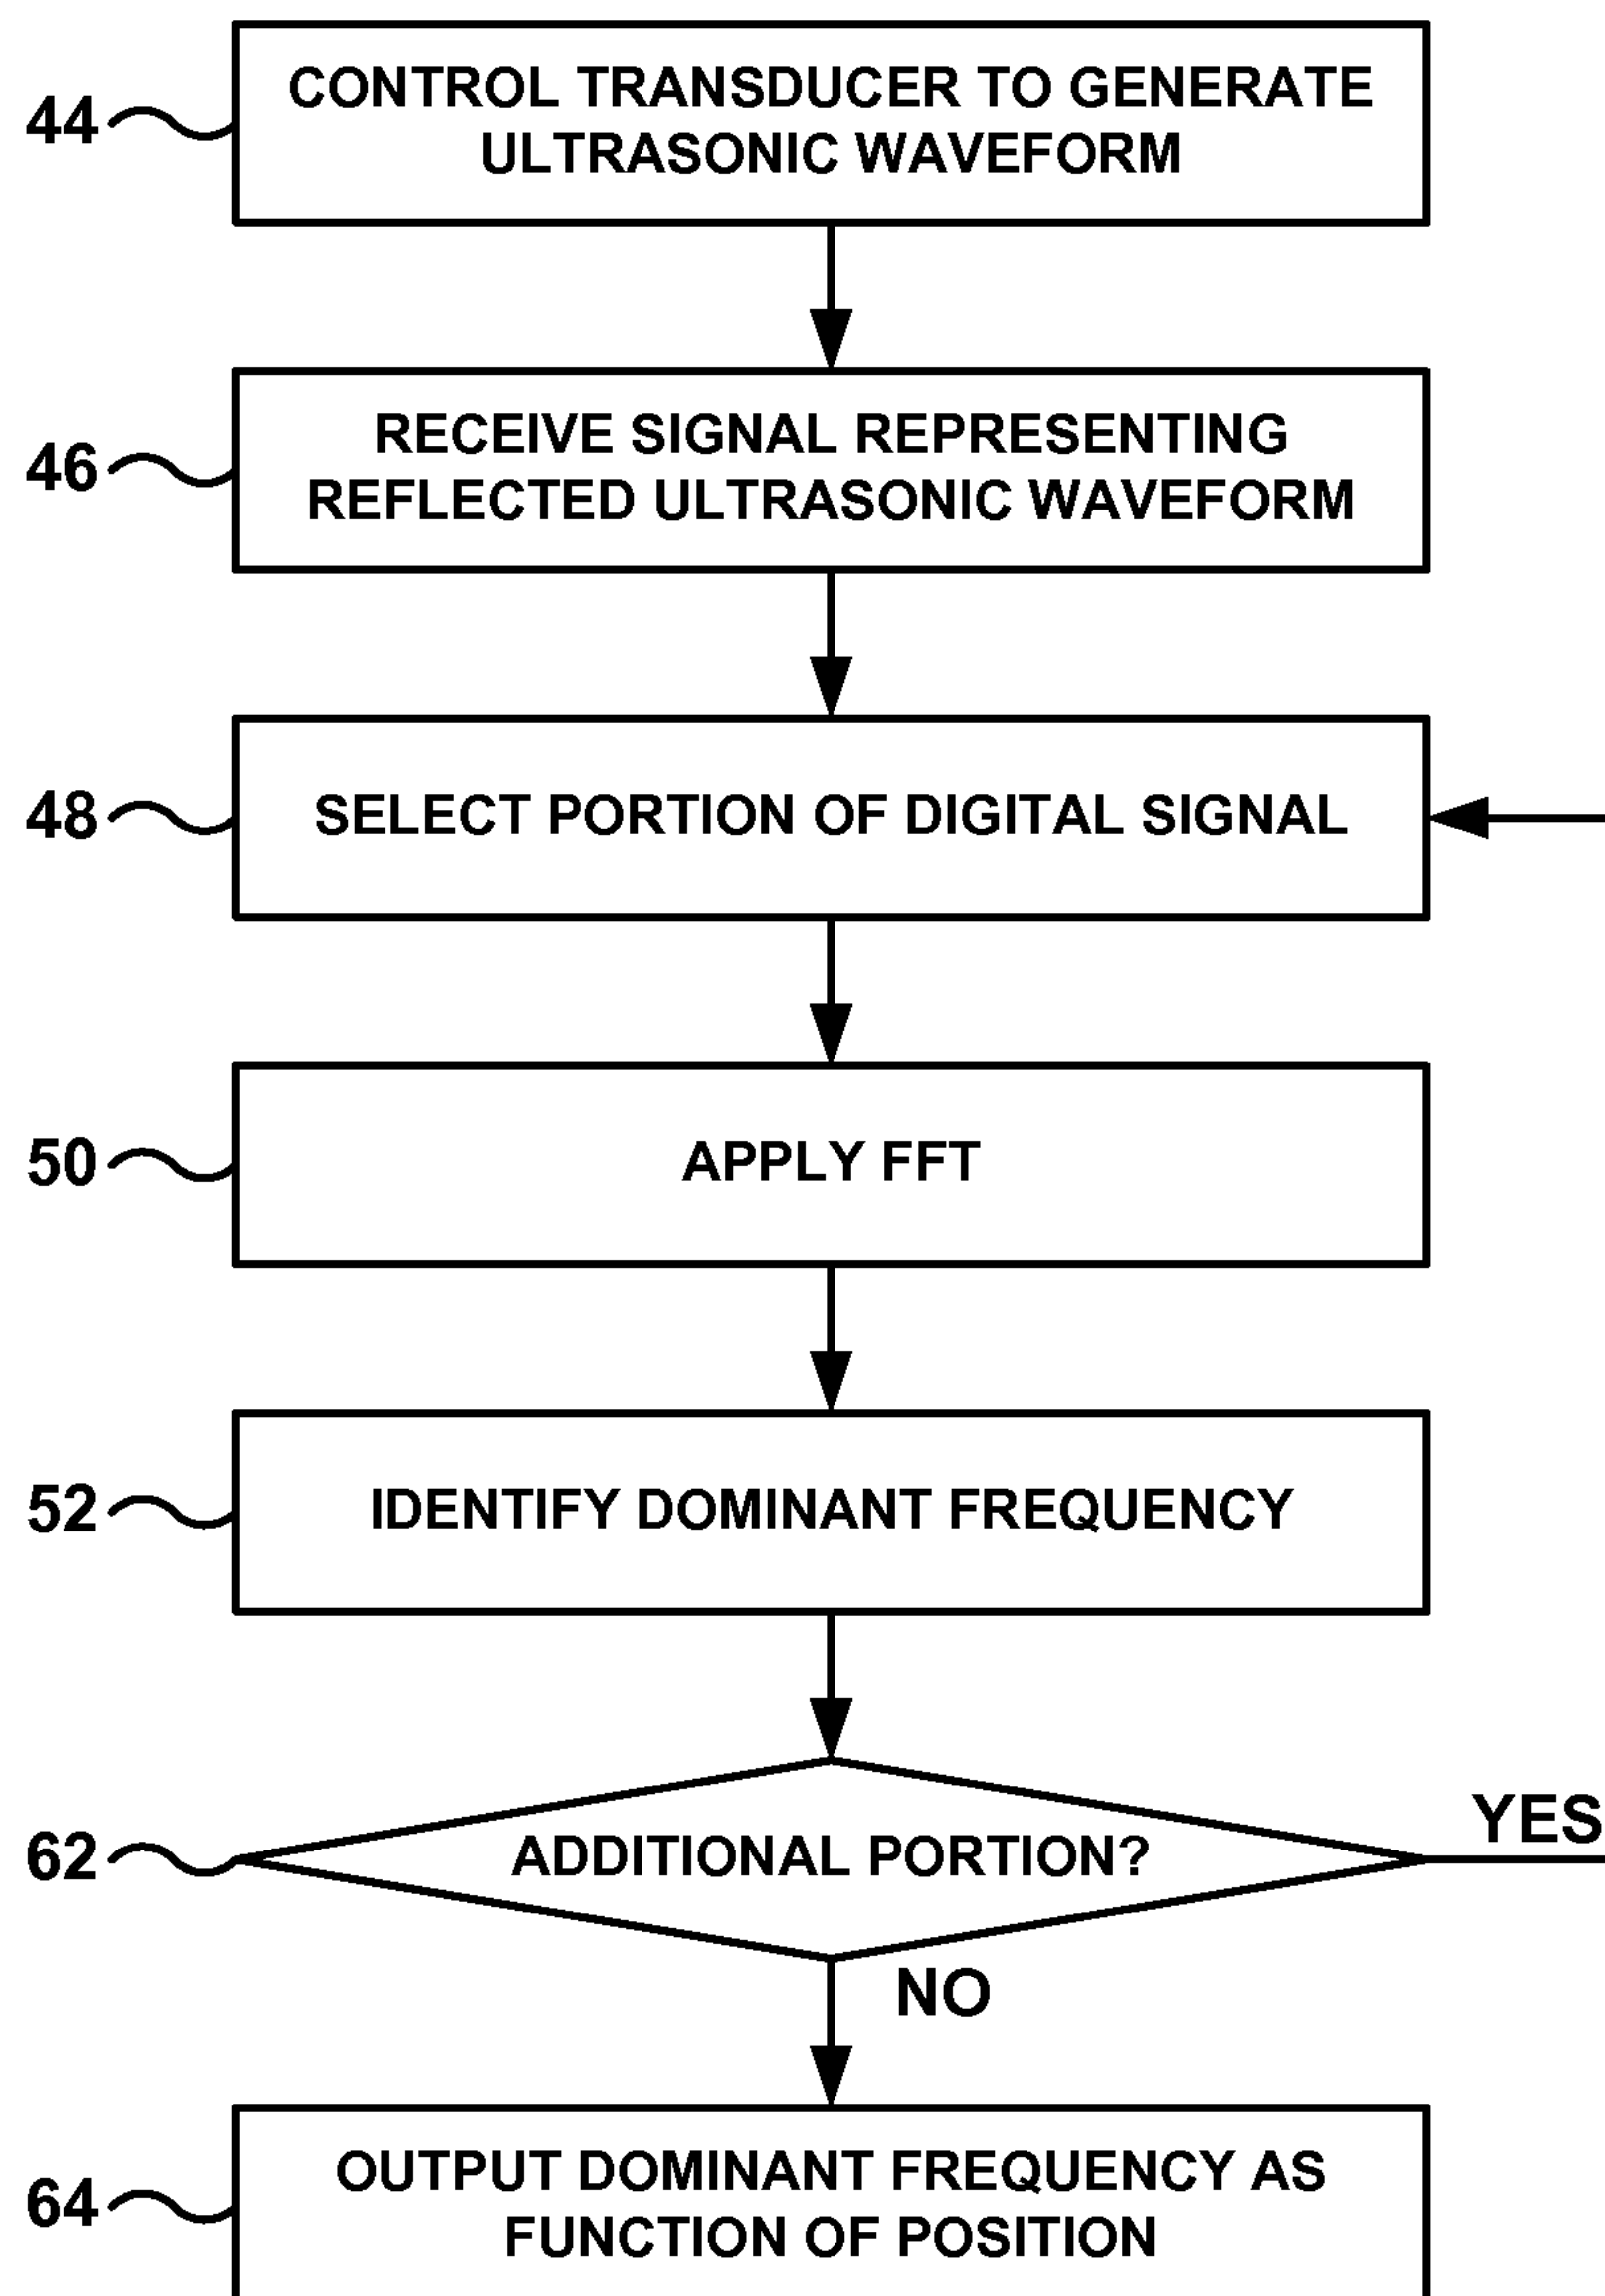 44
CONTROL TRANSDUCER TO GENERATE
ULTRASONIC WAVEFORM
46
RECEIVE SIGNAL REPRESENTING
REFLECTED ULTRASONIC WAVEFORM
48
SELECT PORTION OF DIGITAL SIGNAL
50
APPLY FFT
52
IDENTIFY DOMINANT FREQUENCY
62
ADDITIONAL PORTION?
YES
NO
64
OUTPUT DOMINANT FREQUENCY AS
FUNCTION OF POSITION